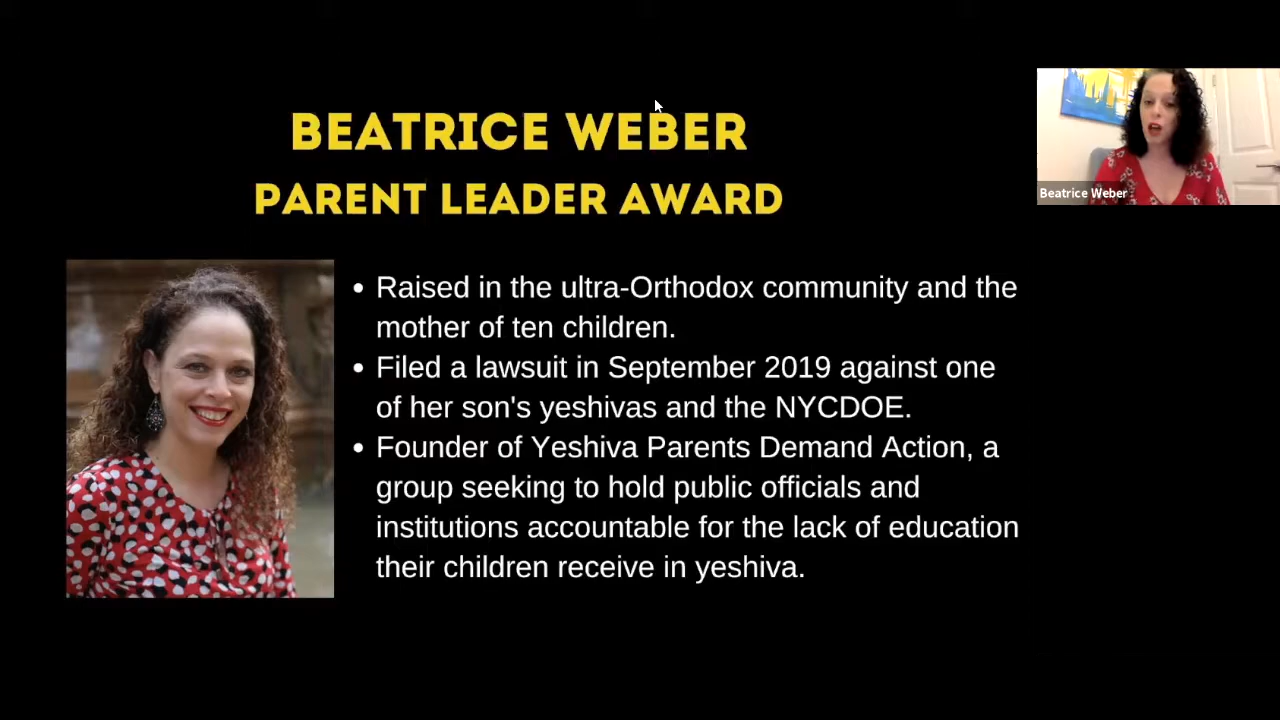 BEATRICE WEBER
PARENT LEADER AWARD
Beatrice Weber
• Raised in the ultra-Orthodox community and the
mother of ten children.
• Filed a lawsuit in September 2019 against one
of her son's yeshivas and the NYCDOE.
• Founder of Yeshiva Parents Demand Action, a
group seeking to hold public officials and
institutions accountable for the lack of education
their children receive in yeshiva.